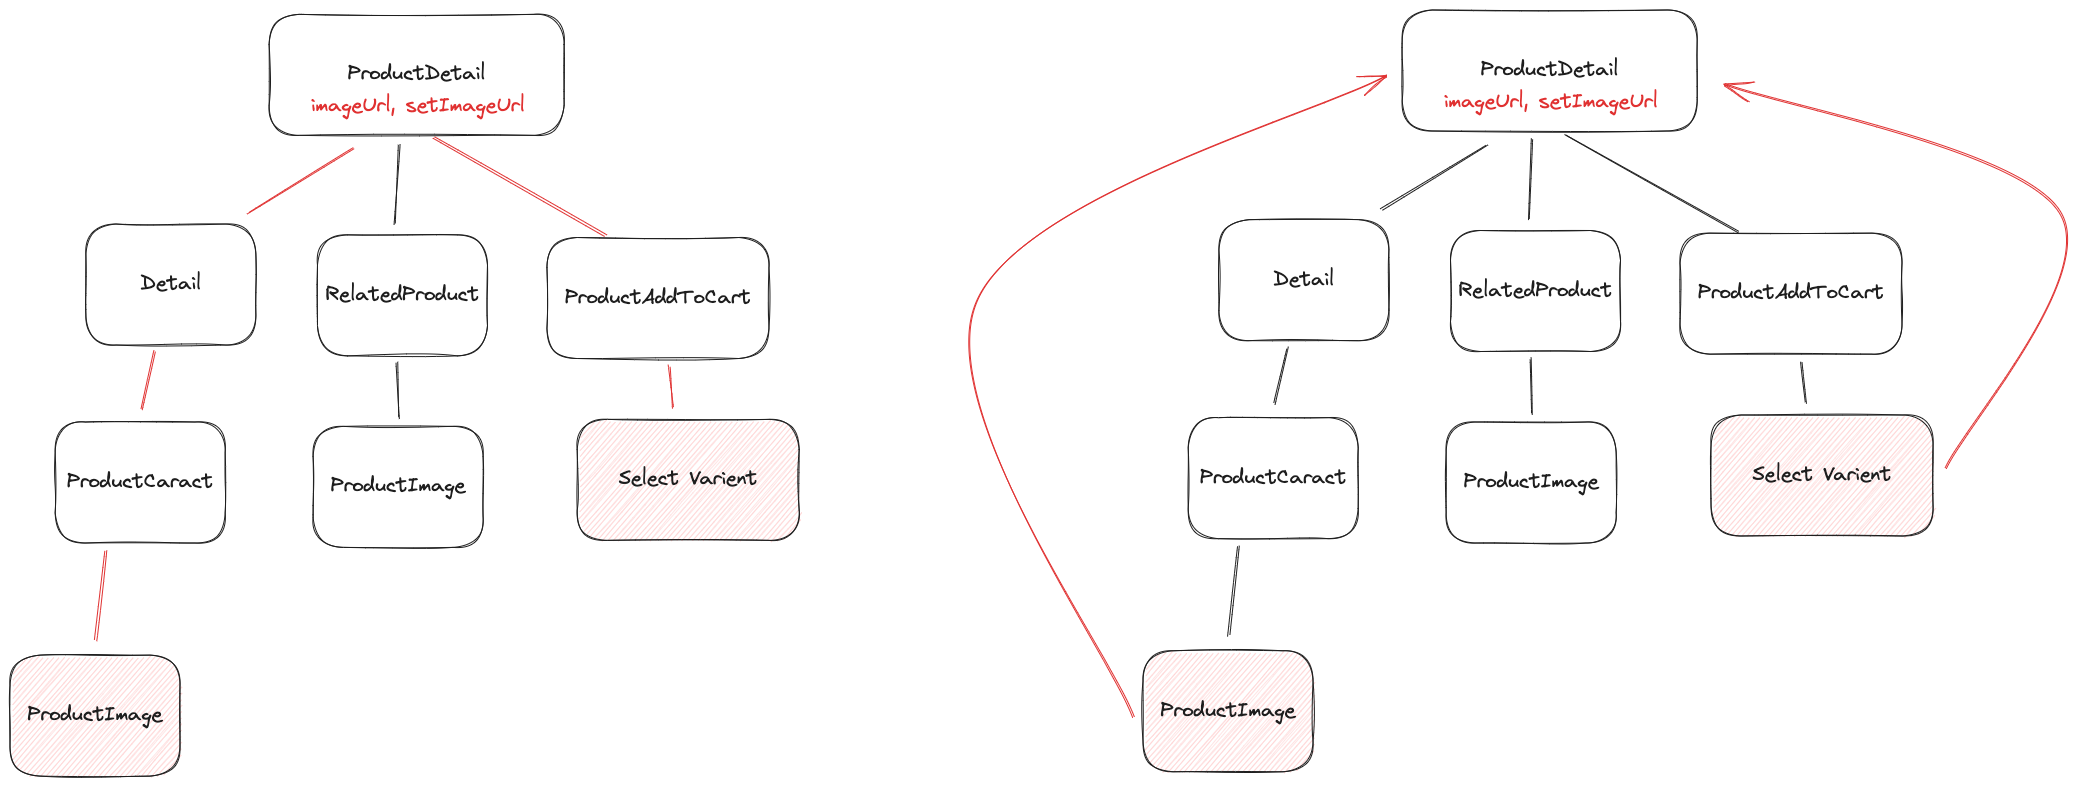 ProductDetail
imageUrl, setImageUrl
Detail
RelatedProduct
ProductAddToCart
ProductCaract
ProductImage
Select Varient
ProductImage
ProductDetail
imageUrl, setImageUrl
Detail
RelatedProduct
ProductAddToCart
ProductCaract
ProductImage
Select Varient
ProductImage